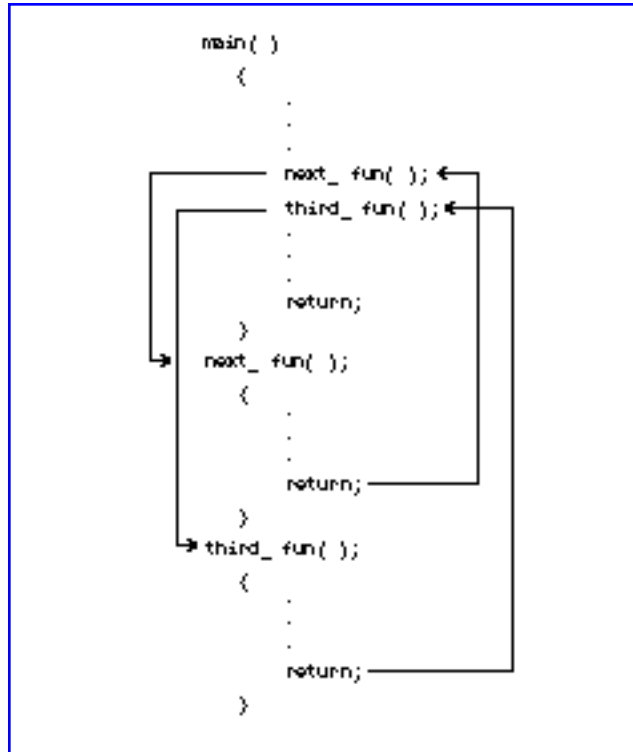 main( )
{
.
.
.
next_ fun( );
third_ fun( );
.
.
.
return;
}
next_ fun( );
{
.
.
.
return;
}
third_ fun( );
{
.
.
.
return;
}